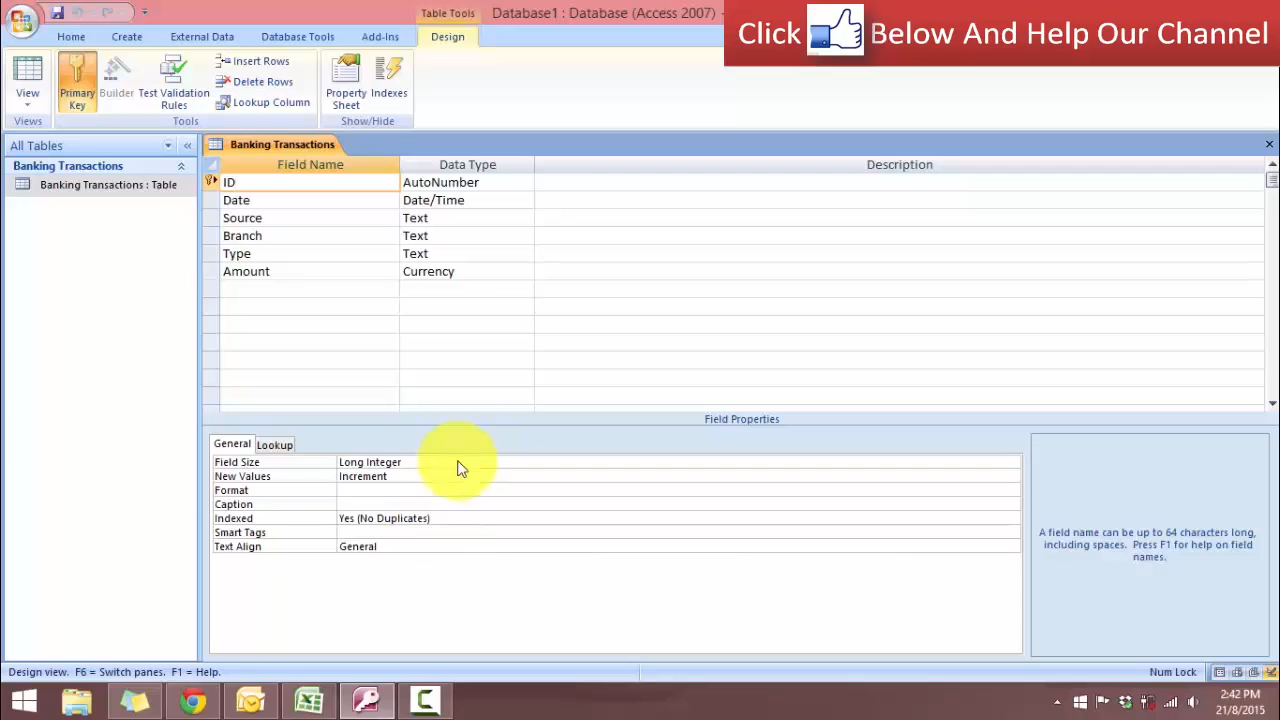 Table Tools
Database1 : Database (Access 2007) -
Click Below And Help Our Channel
Home
Create
External Data
Database Tools
Add-Ins
Design
View
Primary Key
Builder
Test Validation Rules
Insert Rows
Delete Rows
Lookup Column
Property Sheet
Indexes
Views
Tools
Show/Hide
All Tables
Banking Transactions
Banking Transactions : Table
Banking Transactions
Field Name Data Type Description
ID AutoNumber
Date Date/Time
Source Text
Branch Text
Type Text
Amount Currency
Field Properties
General Lookup
Field Size Long Integer
New Values Increment
Format
Caption
Indexed Yes (No Duplicates)
Smart Tags
Text Align General
A field name can be up to 64 characters long,
including spaces. Press F1 for help on field
names.
Design view. F6 = Switch panes. F1 = Help.
Num Lock
2:42 PM
21/8/2015